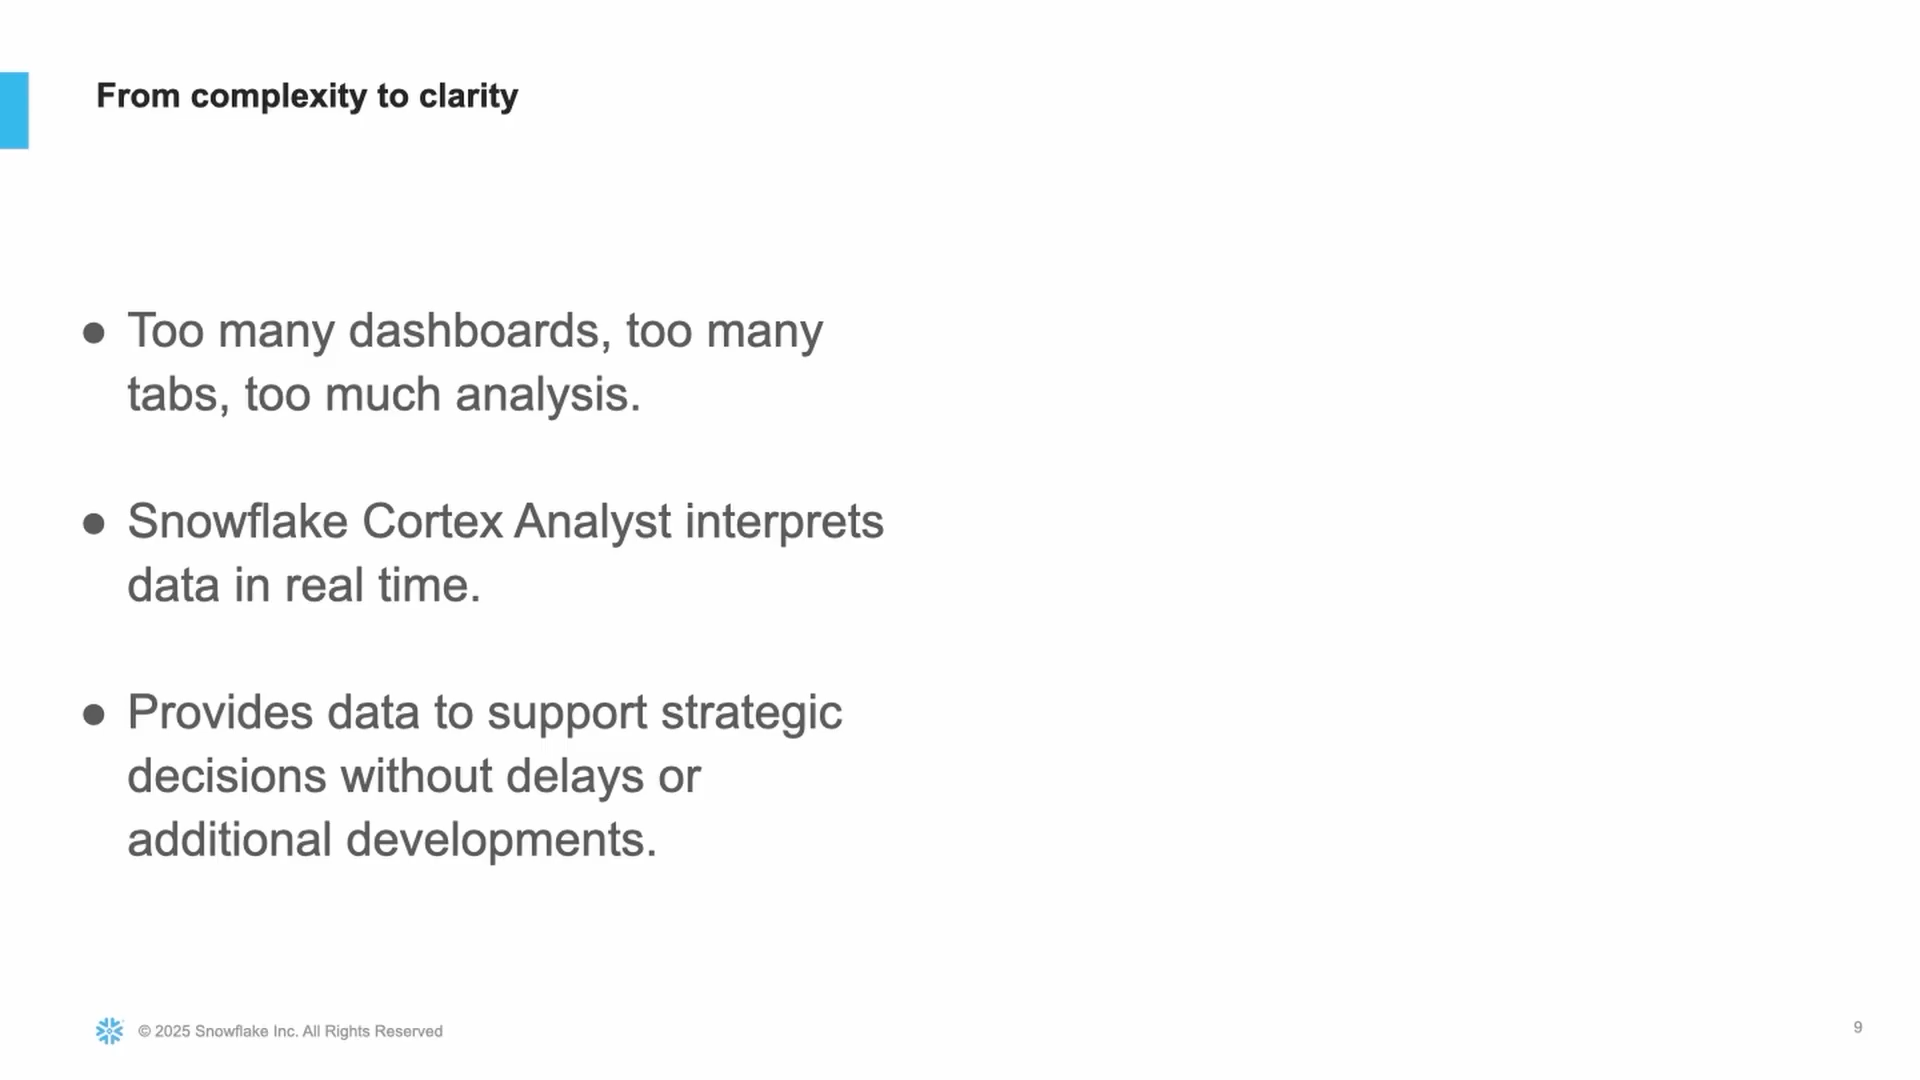 From complexity to clarity
● Too many dashboards, too many
tabs, too much analysis.
● Snowflake Cortex Analyst interprets
data in real time.
● Provides data to support strategic
decisions without delays or
additional developments.
© 2025 Snowflake Inc. All Rights Reserved
9